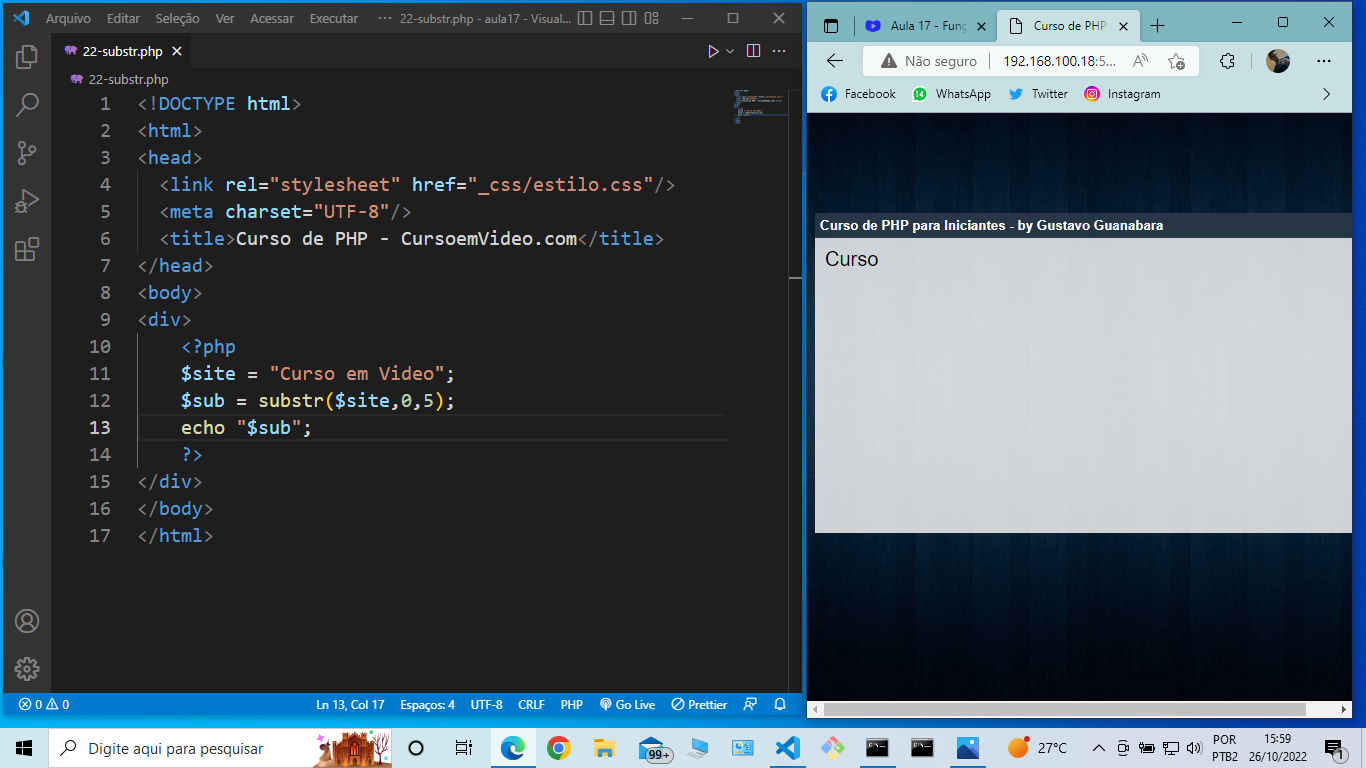 Arquivo Editar Seleção Ver Acessar Executar ··· 22-substr.php - aula17 - Visual...
22-substr.php
22-substr.php
1 <!DOCTYPE html>
2 <html>
3 <head>
4 <link rel="stylesheet" href="_css/estilo.css"/>
5 <meta charset="UTF-8"/>
6 <title>Curso de PHP - CursoemVideo.com</title>
7 </head>
8 <body>
9 <div>
10 <?php
11 $site = "Curso em Video";
12 $sub = substr($site,0,5);
13 echo "$sub";
14 ?>
15 </div>
16 </body>
17 </html>
0 0 Ln 13, Col 17 Espaços: 4 UTF-8 CRLF PHP Go Live Prettier
Aula 17 - Funç Curso de PHP
Não seguro 192.168.100.18:5...
Facebook 14 WhatsApp Twitter Instagram
Curso de PHP para Iniciantes - by Gustavo Guanabara
Curso
Digite aqui para pesquisar 99+ 27°C POR 15:59
PTB2 26/10/2022 1